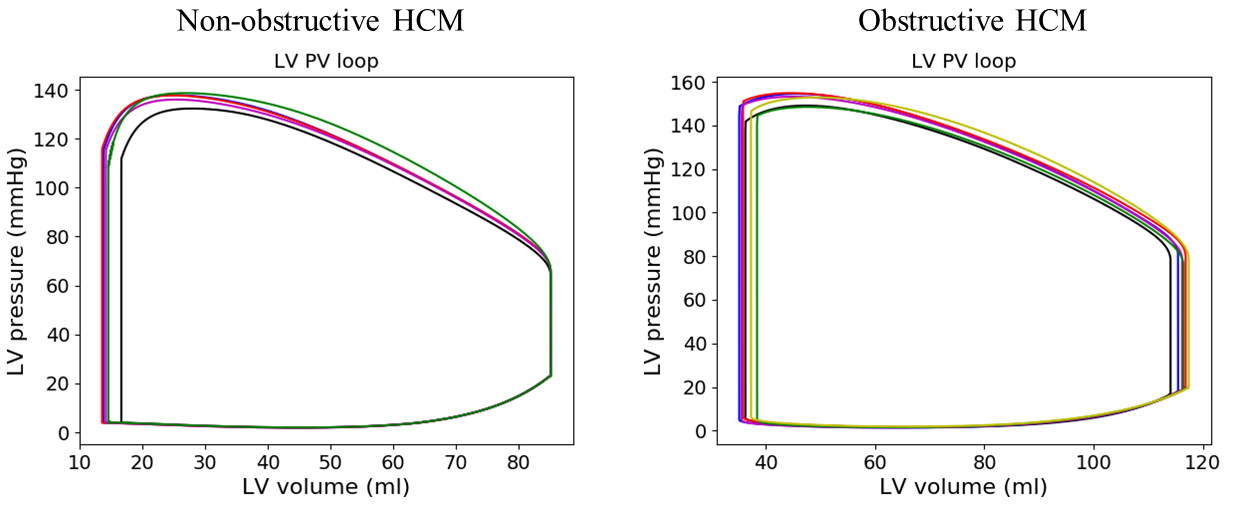 Non-obstructive HCM
LV PV loop
LV pressure (mmHg)
140
120
100
80
60
40
20
0
10 20 30 40 50 60 70 80
LV volume (ml)
Obstructive HCM
LV PV loop
LV pressure (mmHg)
160
140
120
100
80
60
40
20
0
40 60 80 100 120
LV volume (ml)